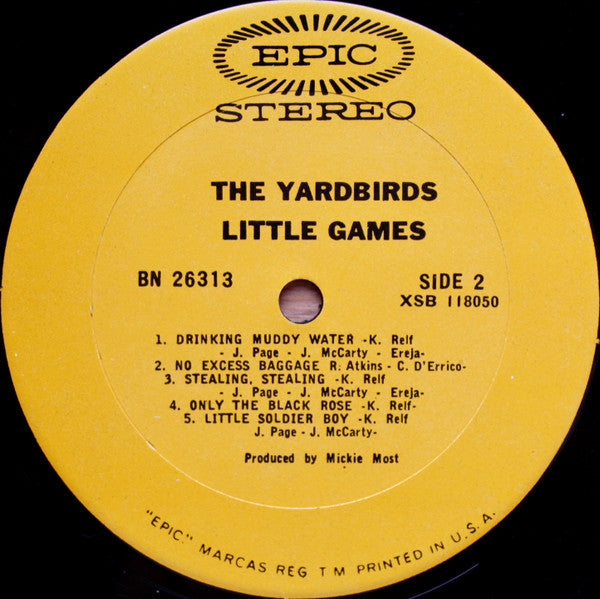 EPIC
STEREO
THE YARDBIRDS
LITTLE GAMES
BN 26313
SIDE 2
XSB 118050
1. DRINKING MUDDY WATER -K. Relf
- J. Page - J. McCarty - Ereja-
2. NO EXCESS BAGGAGE R. Atkins - C. D'Errico-
3. STEALING, STEALING -K. Relf
- J. Page - J. McCarty - Ereja-
4. ONLY THE BLACK ROSE -K. Relf-
5. LITTLE SOLDIER BOY -K. Relf
J. Page - J. McCarty-
Produced by Mickie Most
"EPIC," MARCAS REG T M PRINTED IN U.S.A.